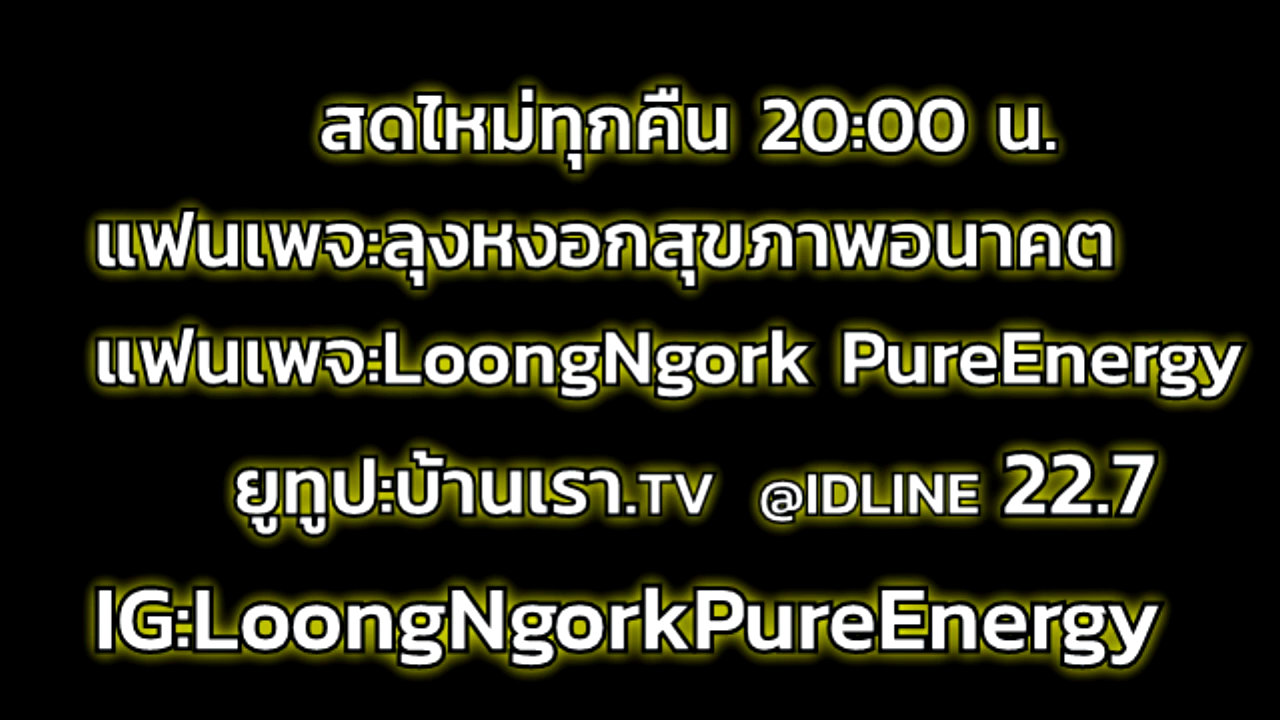 สดไหม่ทุกคืน 20:00 น.
แฟนเพจ:ลุงหงอกสุขภาพอนาคต
แฟนเพจ:LoongNgork PureEnergy
ยูทูป:บ้านเรา.TV @IDLINE 22.7
IG:LoongNgorkPureEnergy